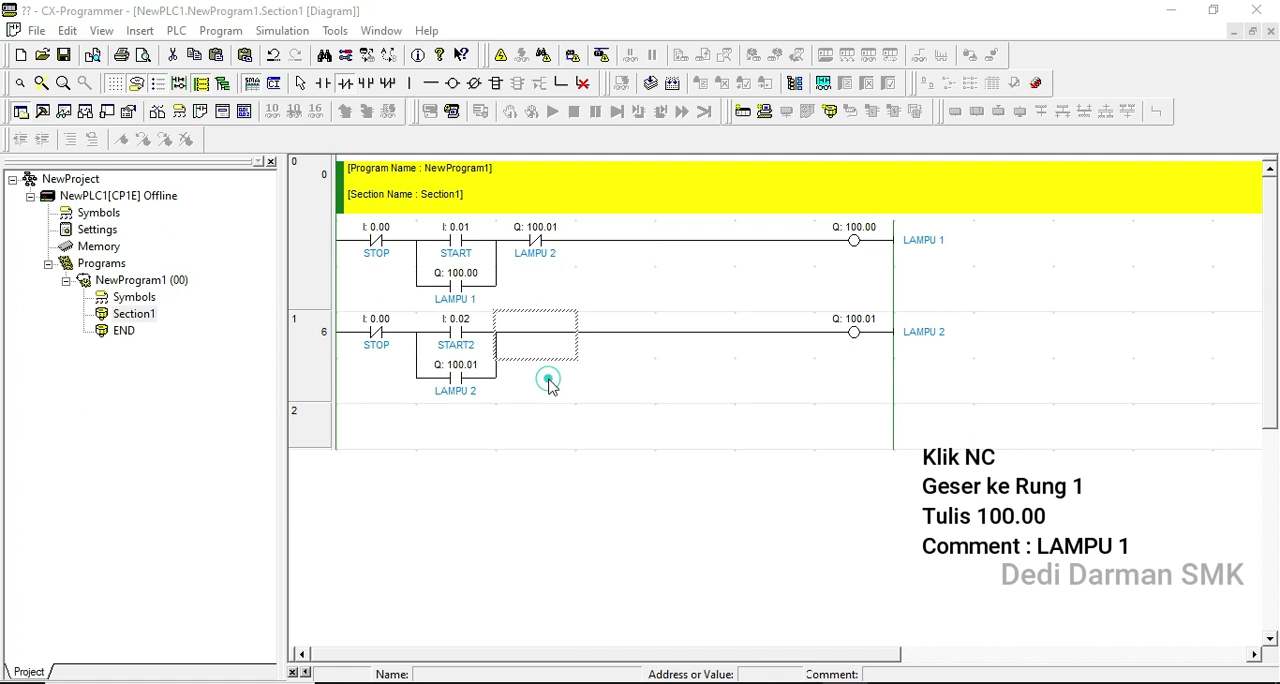 ?? - CX-Programmer - [NewPLC1.NewProgram1.Section1 [Diagram]]
File Edit View Insert PLC Program Simulation Tools Window Help
10 10 16
NewProject
NewPLC1[CP1E] Offline
Symbols
Settings
Memory
Programs
NewProgram1 (00)
Symbols
Section1
END
Project
0
0
[Program Name : NewProgram1]
[Section Name : Section1]
I: 0.00 I: 0.01 Q: 100.01 Q: 100.00
LAMPU 1
STOP START LAMPU 2
Q: 100.00
LAMPU 1
1
6
I: 0.00 I: 0.02 Q: 100.01
LAMPU 2
STOP START2
Q: 100.01
LAMPU 2
2
Klik NC
Geser ke Rung 1
Tulis 100.00
Comment : LAMPU 1
Dedi Darman SMK
Name: Address or Value: Comment: